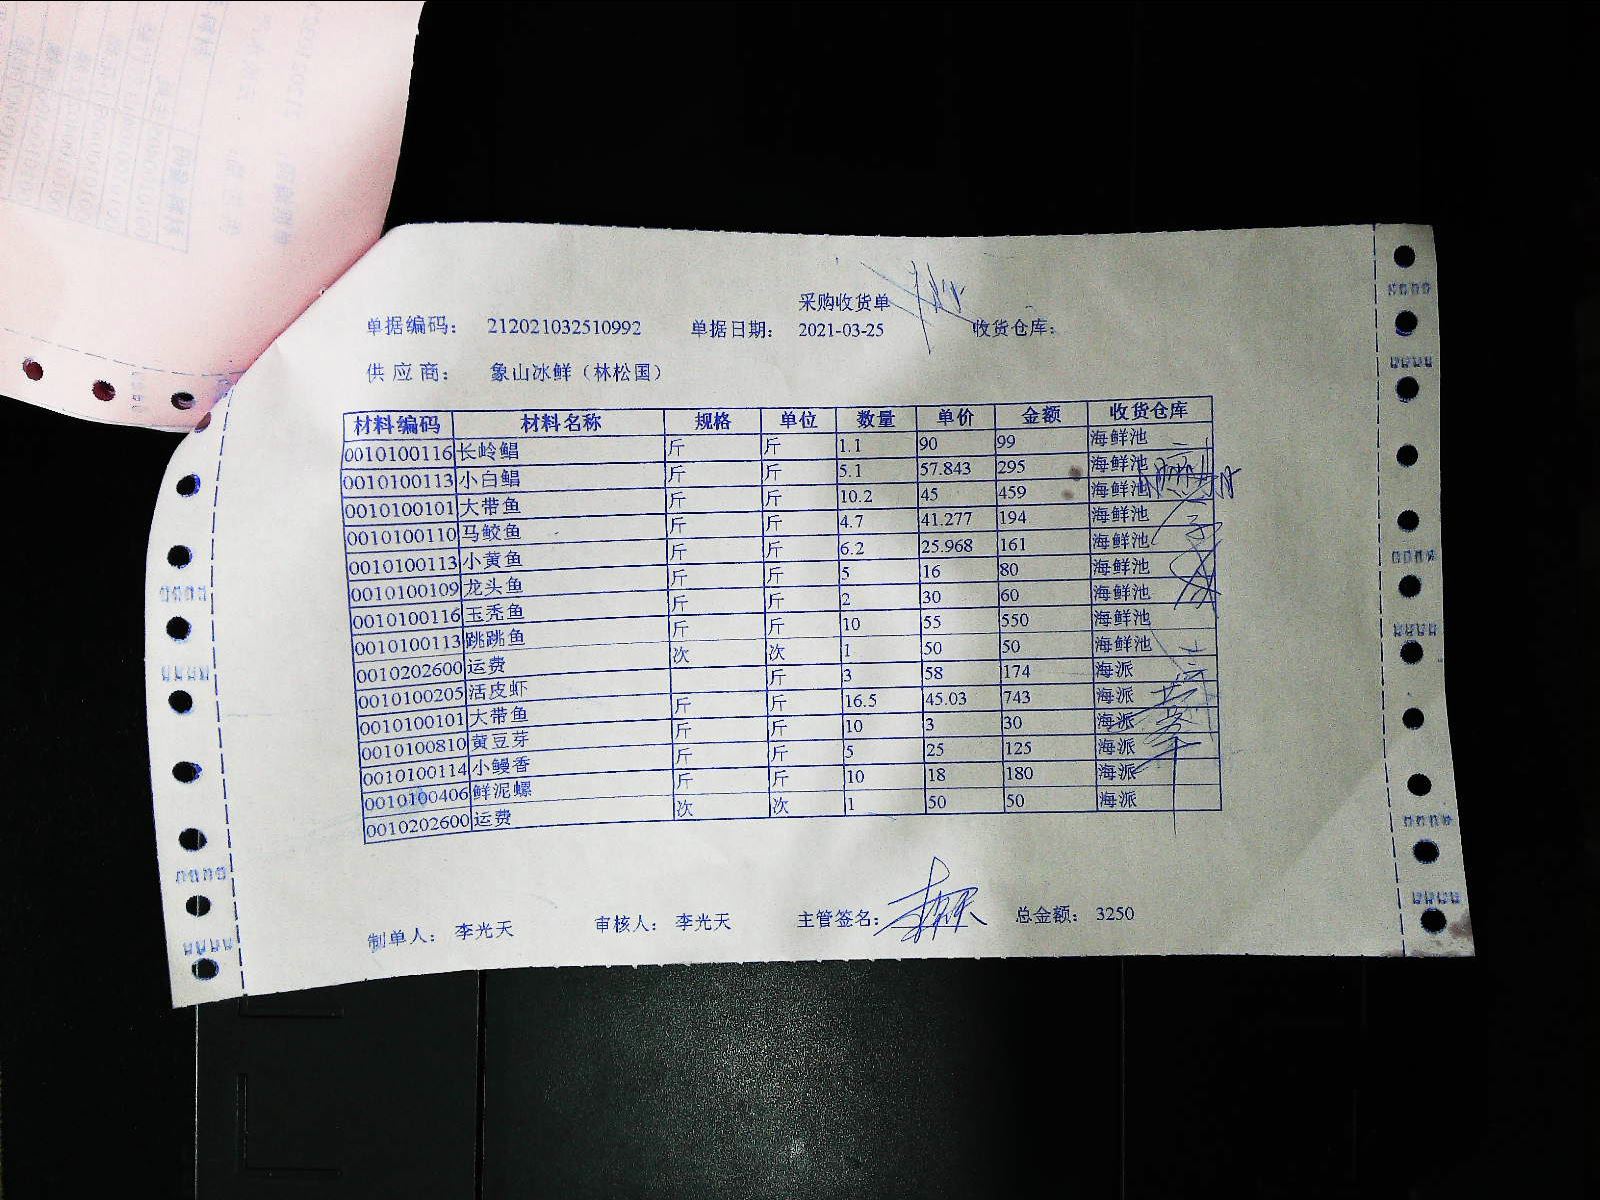 采购收货单
单据编码： 212021032510992 单据日期： 2021-03-25 收货仓库：
供应商： 象山冰鲜（林松国）
材料编码 材料名称 规格 单位 数量 单价 金额 收货仓库
0010100116 长岭鲳 斤 斤 1.1 90 99 海鲜池
0010100113 小白鲳 斤 斤 5.1 57.843 295 海鲜池
0010100101 大带鱼 斤 斤 10.2 45 459 海鲜池
0010100110 马鲛鱼 斤 斤 4.7 41.277 194 海鲜池
0010100113 小黄鱼 斤 斤 6.2 25.968 161 海鲜池
0010100109 龙头鱼 斤 斤 5 16 80 海鲜池
0010100116 玉秃鱼 斤 斤 2 30 60 海鲜池
0010100113 跳跳鱼 斤 斤 10 55 550 海鲜池
0010202600 运费 次 次 1 50 50 海鲜池
0010100205 活皮虾 斤 3 58 174 海派
0010100101 大带鱼 斤 斤 16.5 45.03 743 海派
0010100810 黄豆芽 斤 斤 10 3 30 海派
0010100114 小鳗香 斤 斤 5 25 125 海派
0010100406 鲜泥螺 斤 斤 10 18 180 海派
0010202600 运费 次 次 1 50 50 海派
制单人： 李光天 审核人： 李光天 主管签名： 总金额： 3250